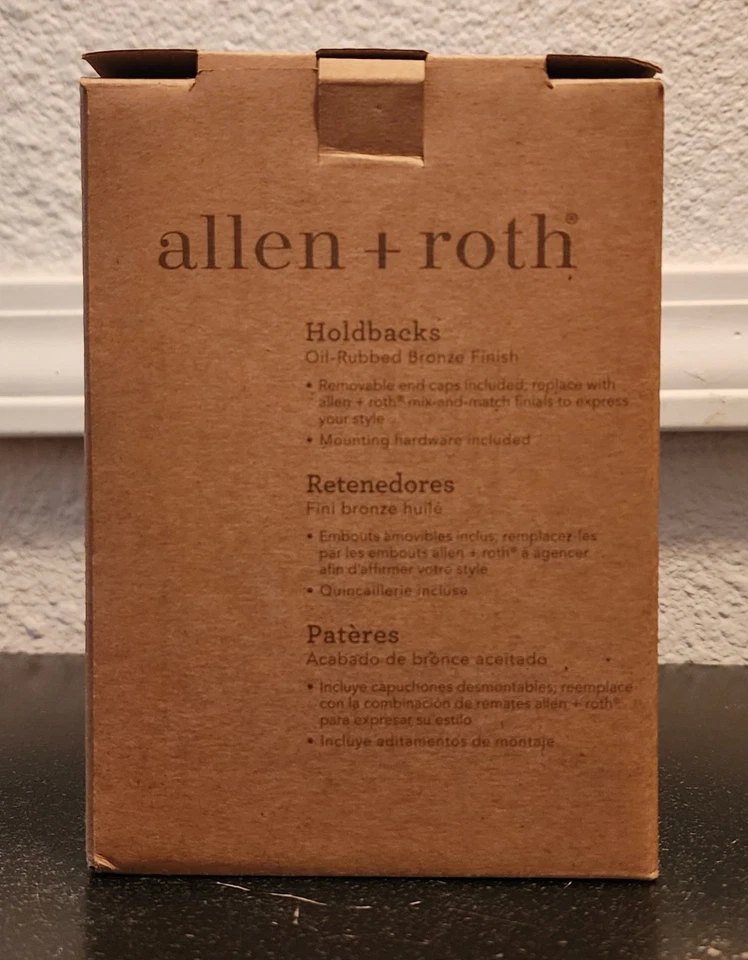 allen + roth®
Holdbacks
Oil-Rubbed Bronze Finish
• Removable end caps included; replace with
allen + roth® mix-and-match finials to express
your style
• Mounting hardware included
Retenedores
Fini bronze huilé
• Embouts amovibles inclus; remplacez-les
par les embouts allen + roth® à agencer
afin d'affirmer votre style
• Quincaillerie incluse
Patères
Acabado de bronce aceitado
• Incluye capuchones desmontables; reemplace
con la combinación de remates allen + roth®
para expresar su estilo
• Incluye aditamentos de montaje